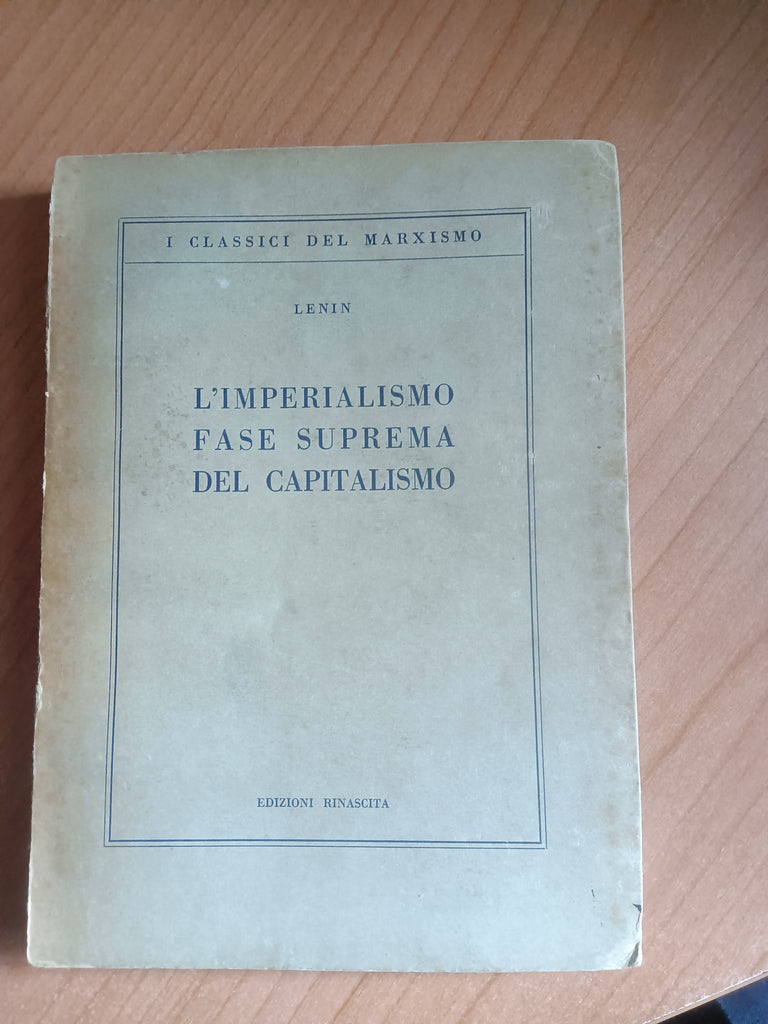 I CLASSICI DEL MARXISMO
LENIN
L'IMPERIALISMO
FASE SUPREMA
DEL CAPITALISMO
EDIZIONI RINASCITA